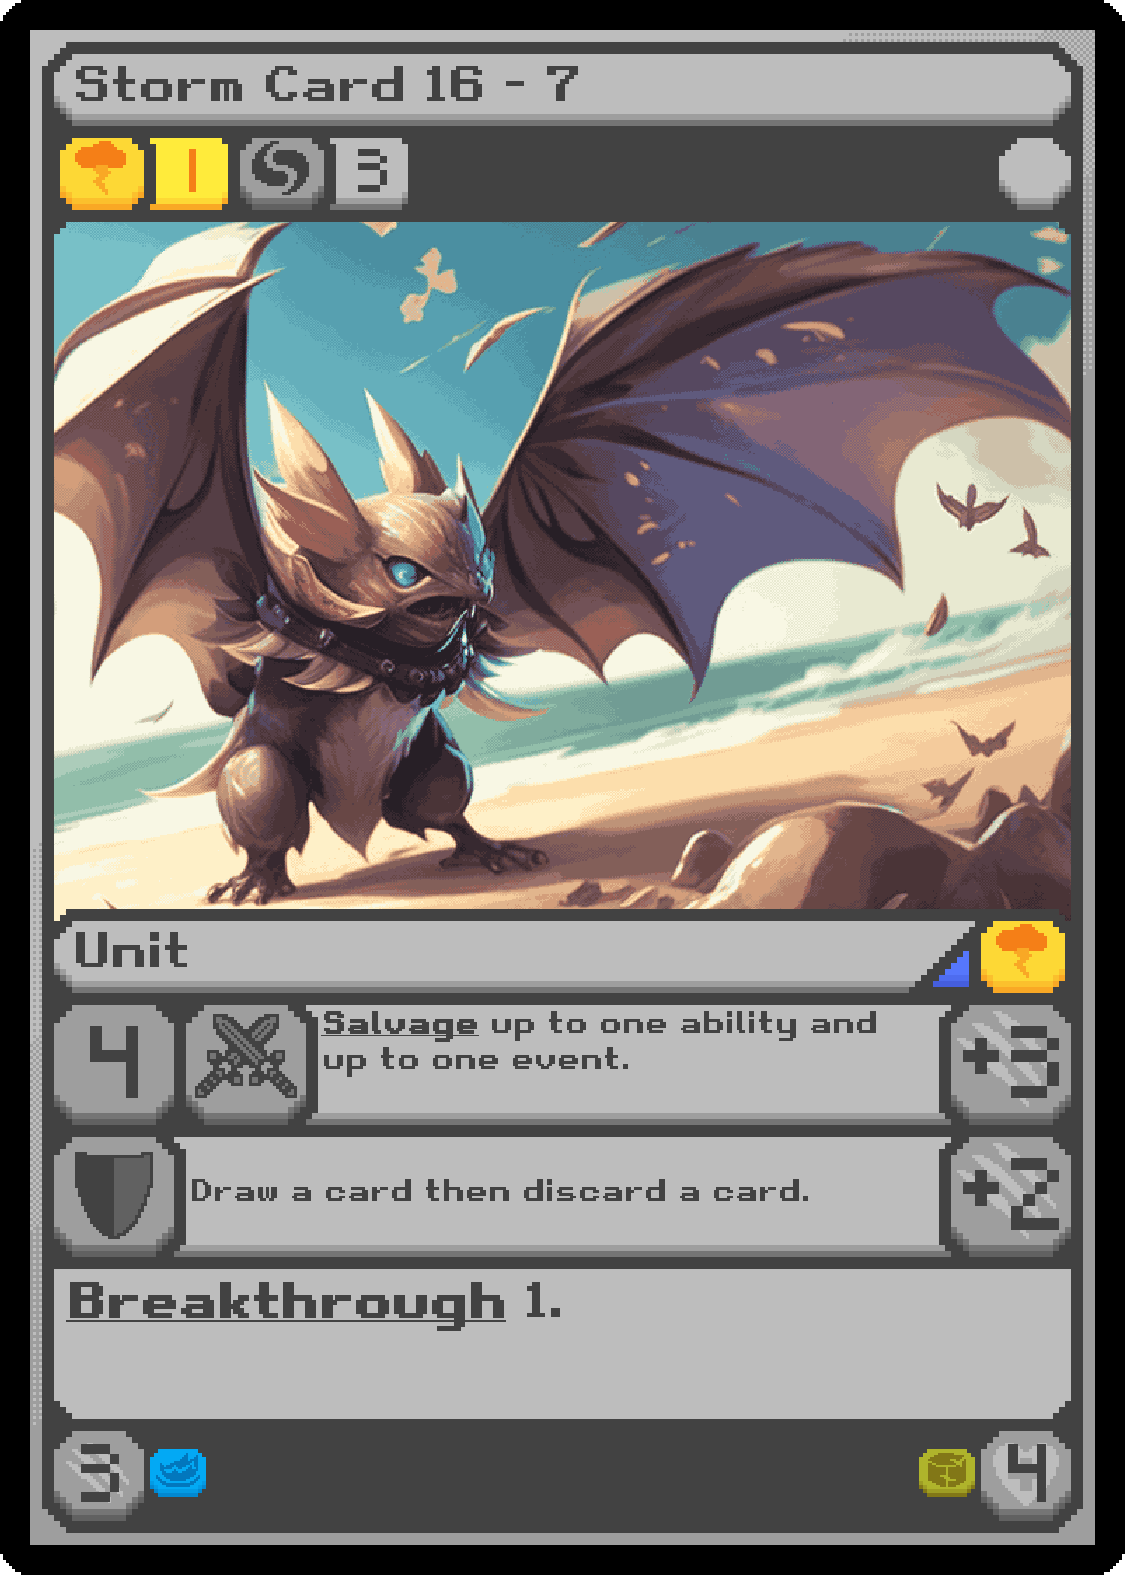 Storm Card 16 - 7
1 3
Unit
4 Salvage up to one ability and +3
up to one event.
Draw a card then discard a card. +2
Breakthrough 1.
3 4